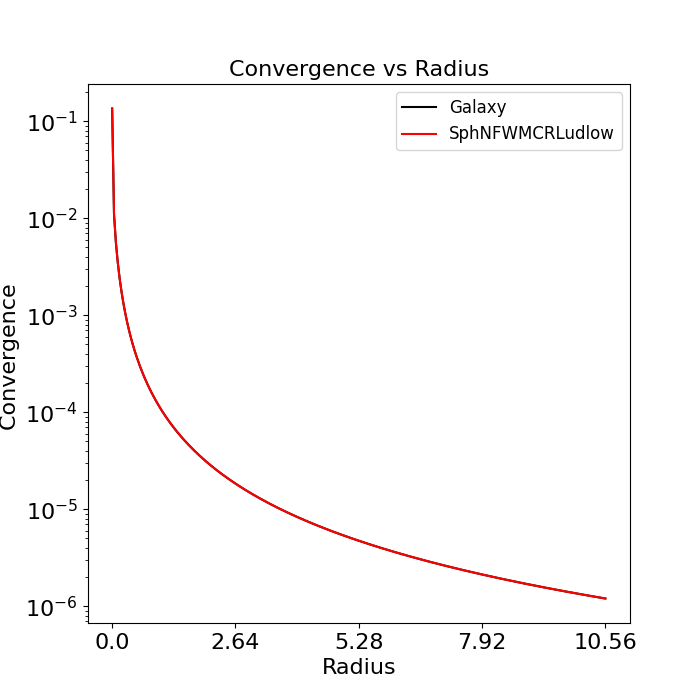 Convergence vs Radius
Galaxy
SphNFWMCRLudlow
Convergence
10⁻¹
10⁻²
10⁻³
10⁻⁴
10⁻⁵
10⁻⁶
0.0 2.64 5.28 7.92 10.56
Radius